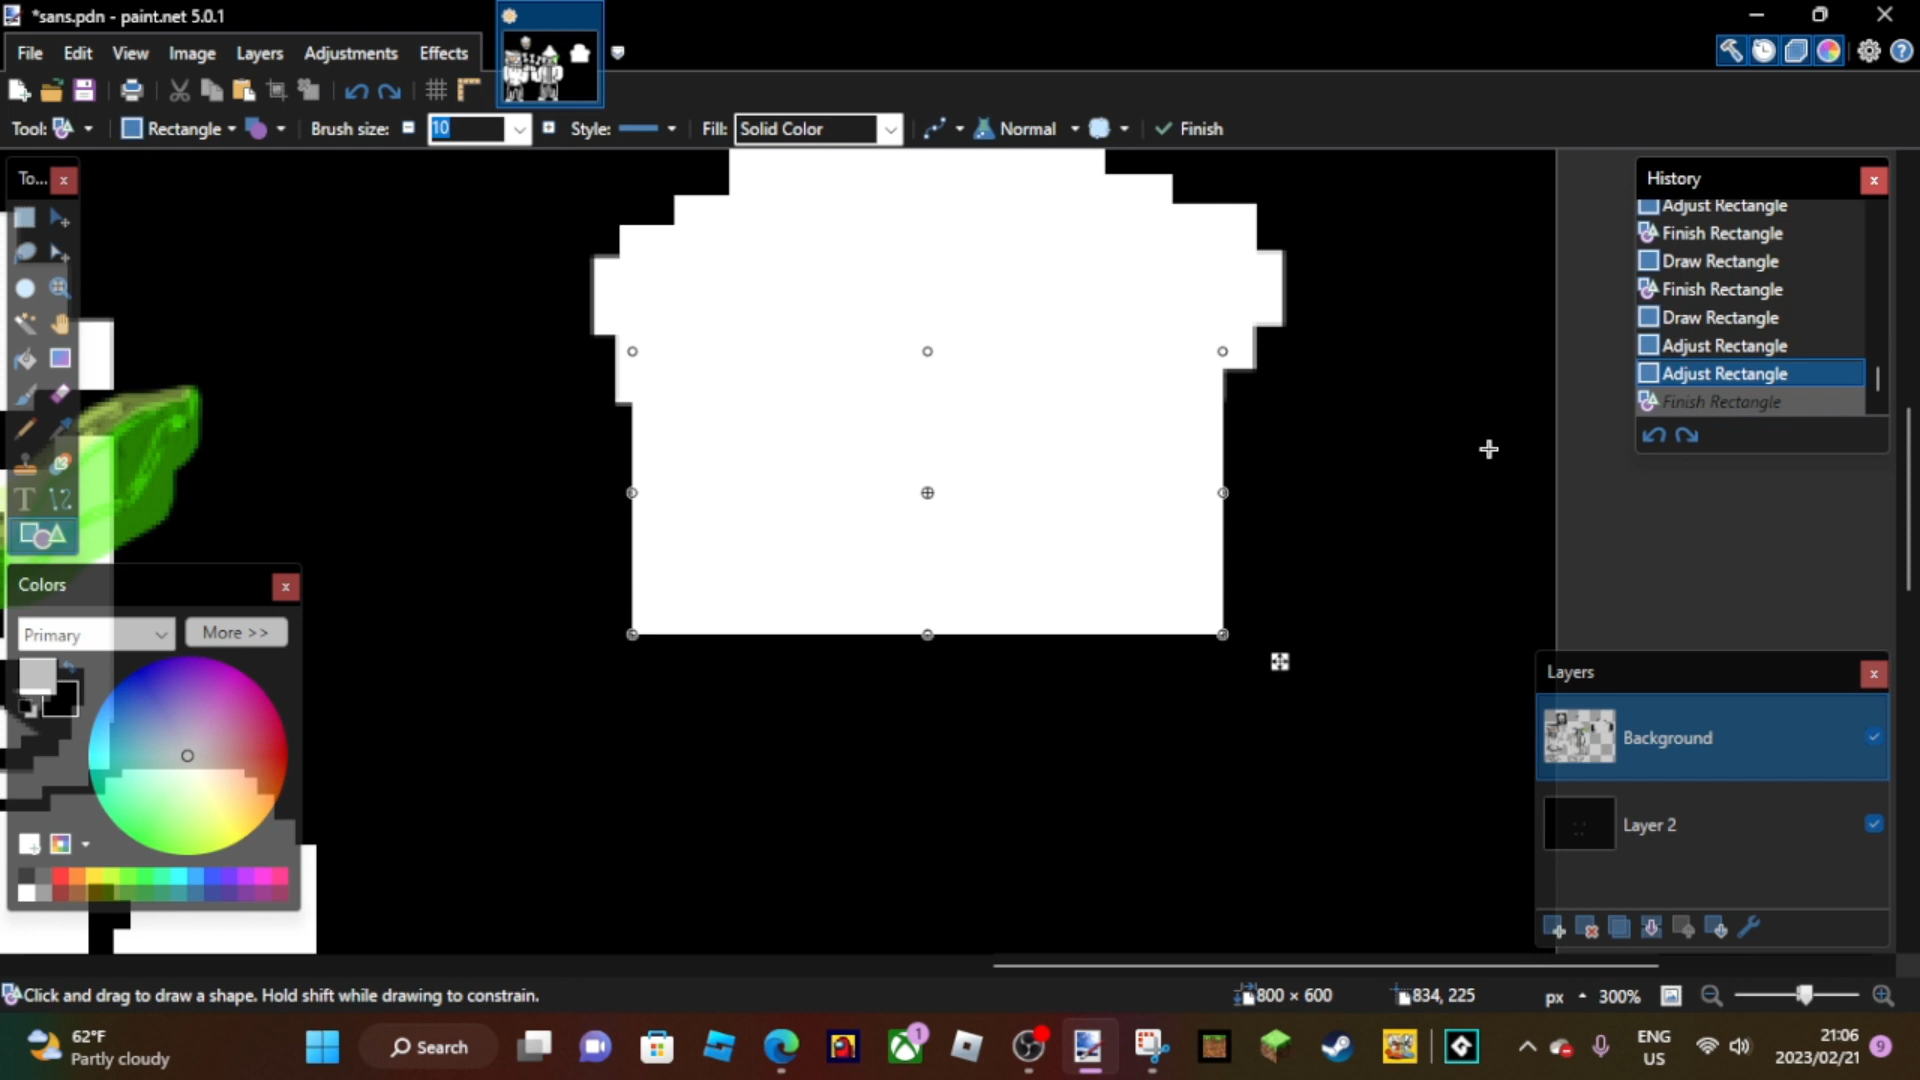 *sans.pdn - paint.net 5.0.1
File Edit View Image Layers Adjustments Effects
Tool: Rectangle Brush size: 10 Style: Fill: Solid Color Normal Finish
To...
History
Adjust Rectangle
Finish Rectangle
Draw Rectangle
Finish Rectangle
Draw Rectangle
Adjust Rectangle
Adjust Rectangle
Finish Rectangle
Colors
Primary More >>
Layers
Background
Layer 2
Click and drag to draw a shape. Hold shift while drawing to constrain. 800 × 600 834, 225 px 300%
62°F
Partly cloudy
Search
1
ENG
US
21:06
2023/02/21
9